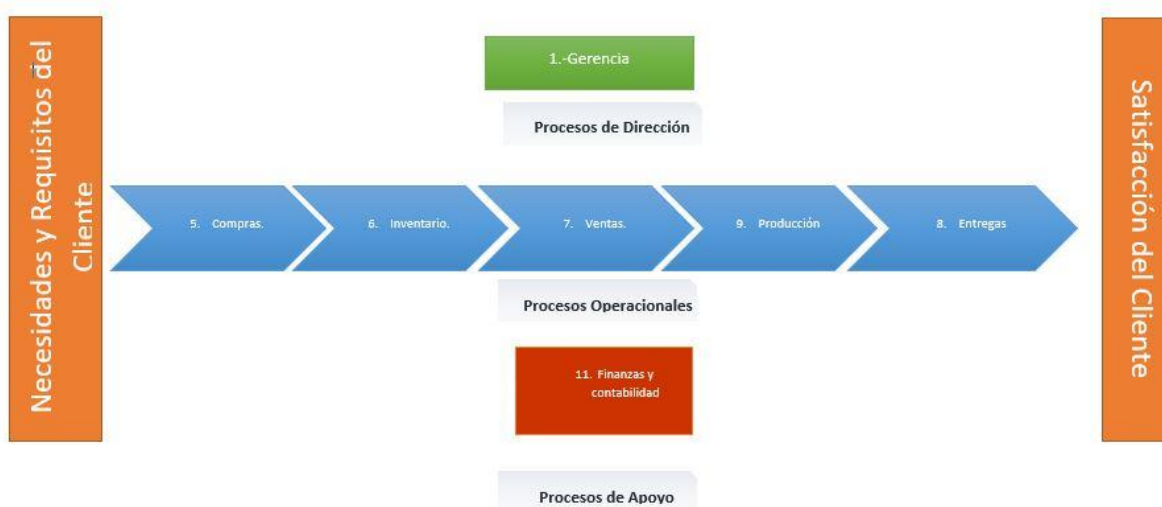 Necesidades y Requisitos del
Cliente
1.-Gerencia
Procesos de Dirección
5. Compras.
6. Inventario.
7. Ventas.
9. Producción
8. Entregas
Procesos Operacionales
11. Finanzas y
contabilidad
Procesos de Apoyo
Satisfacción del Cliente